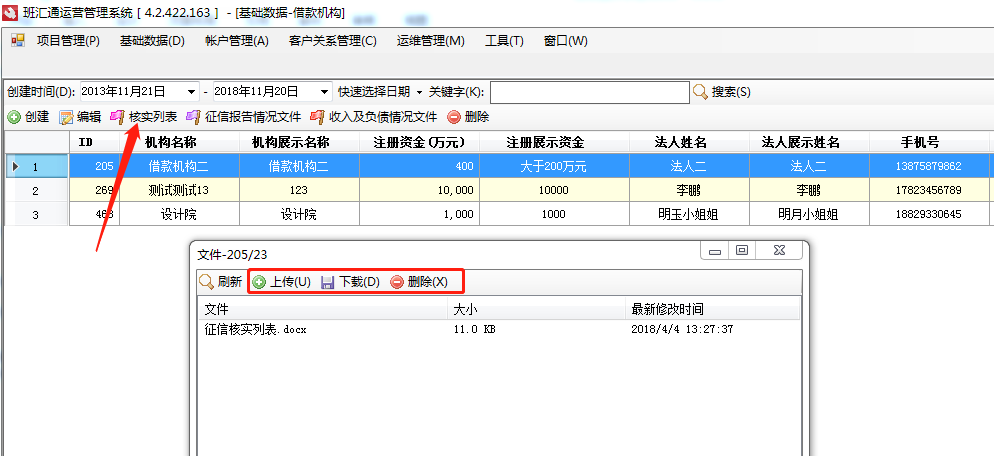 班汇通运营管理系统 [ 4.2.422.163 ] - [基础数据-借款机构]
项目管理(P) 基础数据(D) 帐户管理(A) 客户关系管理(C) 运维管理(M) 工具(T) 窗口(W)
创建时间(D): 2013年11月21日 - 2018年11月20日 快速选择日期 关键字(K): 搜索(S)
创建 编辑 核实列表 征信报告情况文件 收入及负债情况文件 删除
ID 机构名称 机构展示名称 注册资金(万元) 注册展示资金 法人姓名 法人展示姓名 手机号
1 205 借款机构二 借款机构二 400 大于200万元 法人二 法人二 13875879862
2 269 测试测试13 123 10,000 10000 李鹏 李鹏 17823456789
3 468 设计院 设计院 1,000 1000 明玉小姐姐 明月小姐姐 18829330645
文件-205/23
刷新 上传(U) 下载(D) 删除(X)
文件 大小 最新修改时间
征信核实列表.docx 11.0 KB 2018/4/4 13:27:37